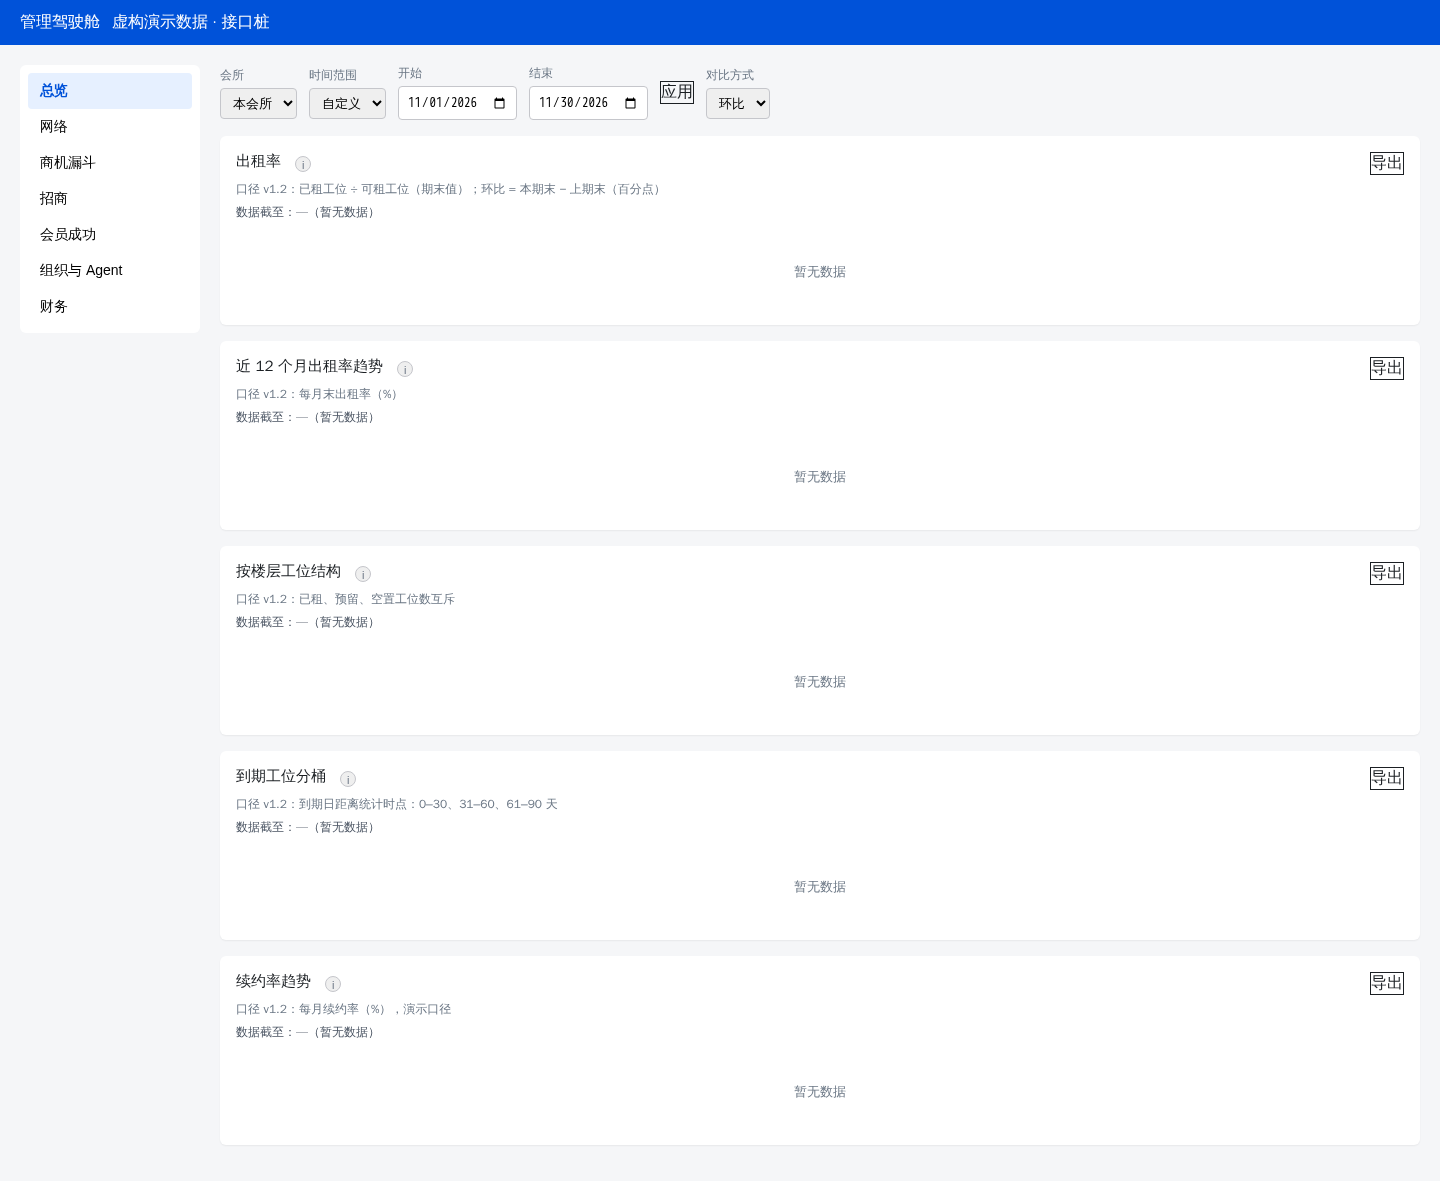 管理驾驶舱 虚构演示数据 · 接口桩
总览
网络
商机漏斗
招商
会员成功
组织与 Agent
财务
会所
本会所
时间范围
自定义
开始
11/01/2026
结束
11/30/2026
应用
对比方式
环比
出租率 i
导出
口径 v1.2：已租工位 ÷ 可租工位（期末值）；环比 = 本期末 − 上期末（百分点）
数据截至：—（暂无数据）
暂无数据
近 12 个月出租率趋势 i
导出
口径 v1.2：每月末出租率（%）
数据截至：—（暂无数据）
暂无数据
按楼层工位结构 i
导出
口径 v1.2：已租、预留、空置工位数互斥
数据截至：—（暂无数据）
暂无数据
到期工位分桶 i
导出
口径 v1.2：到期日距离统计时点：0–30、31–60、61–90 天
数据截至：—（暂无数据）
暂无数据
续约率趋势 i
导出
口径 v1.2：每月续约率（%），演示口径
数据截至：—（暂无数据）
暂无数据